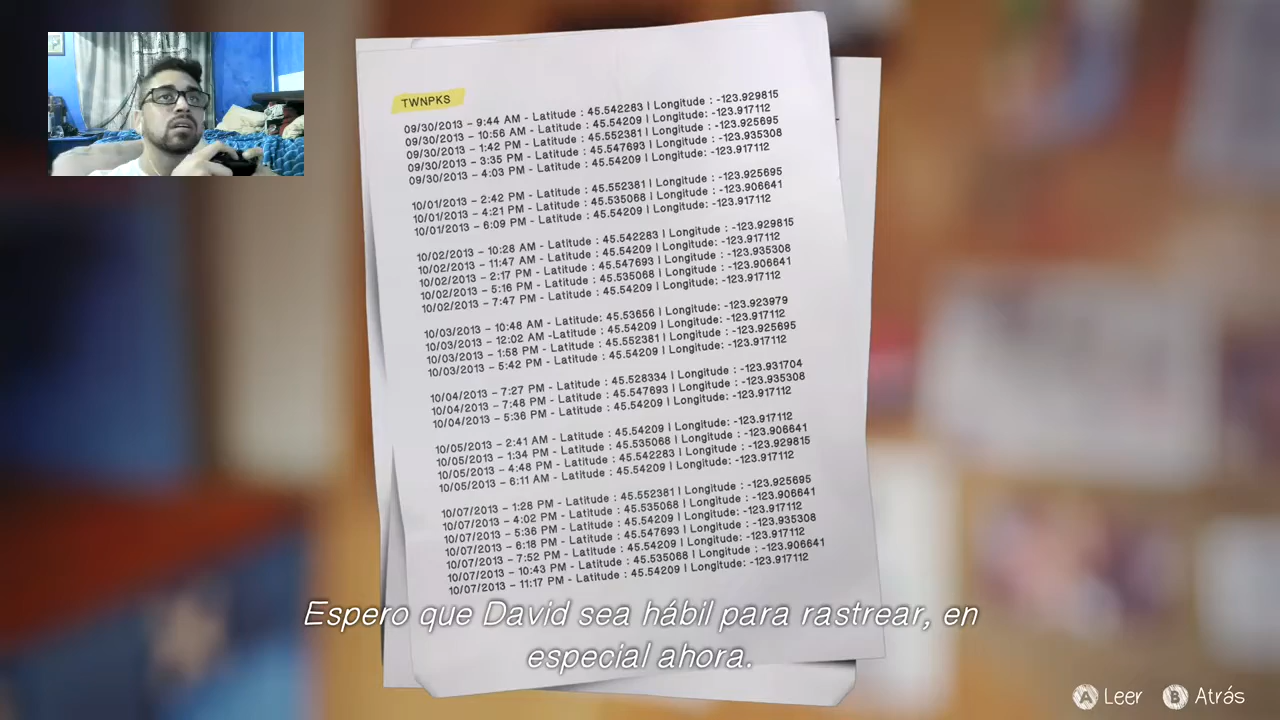 TWNPKS
09/30/2013 - 9:44 AM - Latitude : 45.542283 | Longitude : -123.929815
09/30/2013 - 10:56 AM - Latitude : 45.54209 | Longitude : -123.917112
09/30/2013 - 1:42 PM - Latitude : 45.552381 | Longitude : -123.925695
09/30/2013 - 3:35 PM - Latitude : 45.547693 | Longitude : -123.935308
09/30/2013 - 4:03 PM - Latitude : 45.54209 | Longitude: -123.917112
10/01/2013 - 2:42 PM - Latitude : 45.552381 | Longitude : -123.925695
10/01/2013 - 4:21 PM - Latitude : 45.535068 | Longitude : -123.906641
10/01/2013 - 6:09 PM - Latitude : 45.54209 | Longitude: -123.917112
10/02/2013 - 10:28 AM - Latitude : 45.542283 | Longitude : -123.929815
10/02/2013 - 11:47 AM - Latitude : 45.54209 | Longitude: -123.917112
10/02/2013 - 2:17 PM - Latitude : 45.547693 | Longitude : -123.935308
10/02/2013 - 5:16 PM - Latitude : 45.535068 | Longitude : -123.906641
10/02/2013 - 7:47 PM - Latitude : 45.54209 | Longitude: -123.917112
10/03/2013 - 10:48 AM - Latitude: 45.53656 | Longitude: -123.923979
10/03/2013 - 12:02 AM -Latitude : 45.54209 | Longitude: -123.917112
10/03/2013 - 1:58 PM - Latitude : 45.552381 | Longitude : -123.925695
10/03/2013 - 5:42 PM - Latitude : 45.54209 | Longitude: -123.917112
10/04/2013 - 7:27 PM - Latitude : 45.528334 | Longitude : -123.931704
10/04/2013 - 7:48 PM - Latitude : 45.547693 | Longitude : -123.935308
10/04/2013 - 5:36 PM - Latitude : 45.54209 | Longitude: -123.917112
10/05/2013 - 2:41 AM - Latitude : 45.54209 | Longitude: -123.917112
10/05/2013 - 1:34 PM - Latitude : 45.535068 | Longitude : -123.906641
10/05/2013 - 4:48 PM - Latitude : 45.542283 | Longitude : -123.929815
10/05/2013 - 6:11 AM - Latitude : 45.54209 | Longitude: -123.917112
10/07/2013 - 1:28 PM - Latitude : 45.552381 | Longitude : -123.925695
10/07/2013 - 4:02 PM - Latitude : 45.535068 | Longitude : -123.906641
10/07/2013 - 5:36 PM - Latitude : 45.54209 | Longitude: -123.917112
10/07/2013 - 6:18 PM - Latitude : 45.547693 | Longitude : -123.935308
10/07/2013 - 7:52 PM - Latitude : 45.54209 | Longitude: -123.917112
10/07/2013 - 10:43 PM - Latitude : 45.535068 | Longitude : -123.906641
10/07/2013 - 11:17 PM - Latitude : 45.54209 | Longitude: -123.917112
Espero que David sea hábil para rastrear, en
especial ahora.
A Leer B Atrás